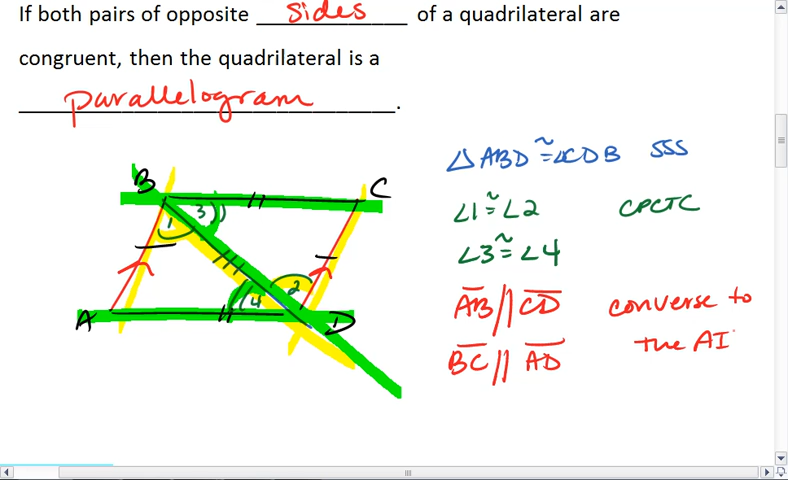 If both pairs of opposite sides of a quadrilateral are
congruent, then the quadrilateral is a
parallelogram.
△ABD ≅ ∠CDB SSS
∠1 ≅ ∠2 CPCTC
∠3 ≅ ∠4
AB // CD converse to
the AI
BC // AD
B
C
1
3
2
4
A
D